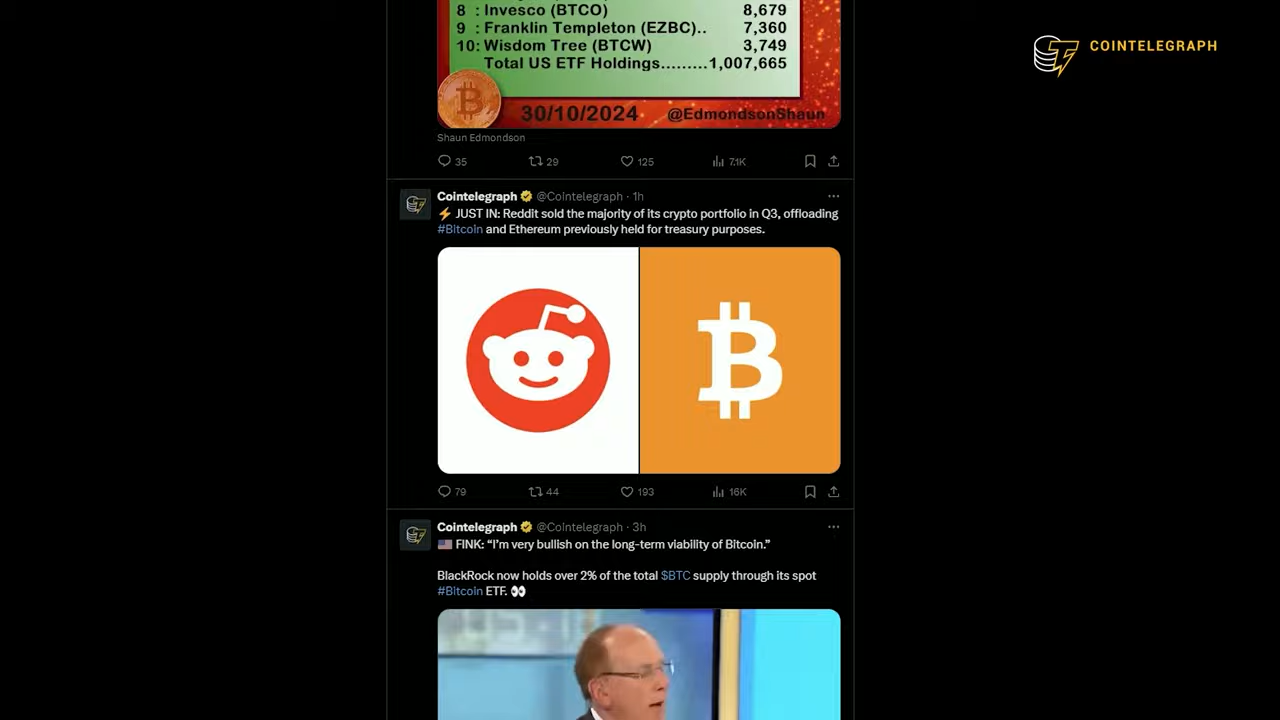 8 : Invesco (BTCO) 8,679
9 : Franklin Templeton (EZBC).. 7,360
10: Wisdom Tree (BTCW) 3,749
Total US ETF Holdings.........1,007,665
30/10/2024 @EdmondsonShaun
COINTELEGRAPH
Shaun Edmondson
35 29 125 7.1K
Cointelegraph @Cointelegraph · 1h
⚡ JUST IN: Reddit sold the majority of its crypto portfolio in Q3, offloading
#Bitcoin and Ethereum previously held for treasury purposes.
79 44 193 16K
Cointelegraph @Cointelegraph · 3h
🇺🇸 FINK: “I’m very bullish on the long-term viability of Bitcoin.”
BlackRock now holds over 2% of the total $BTC supply through its spot
#Bitcoin ETF. 👀